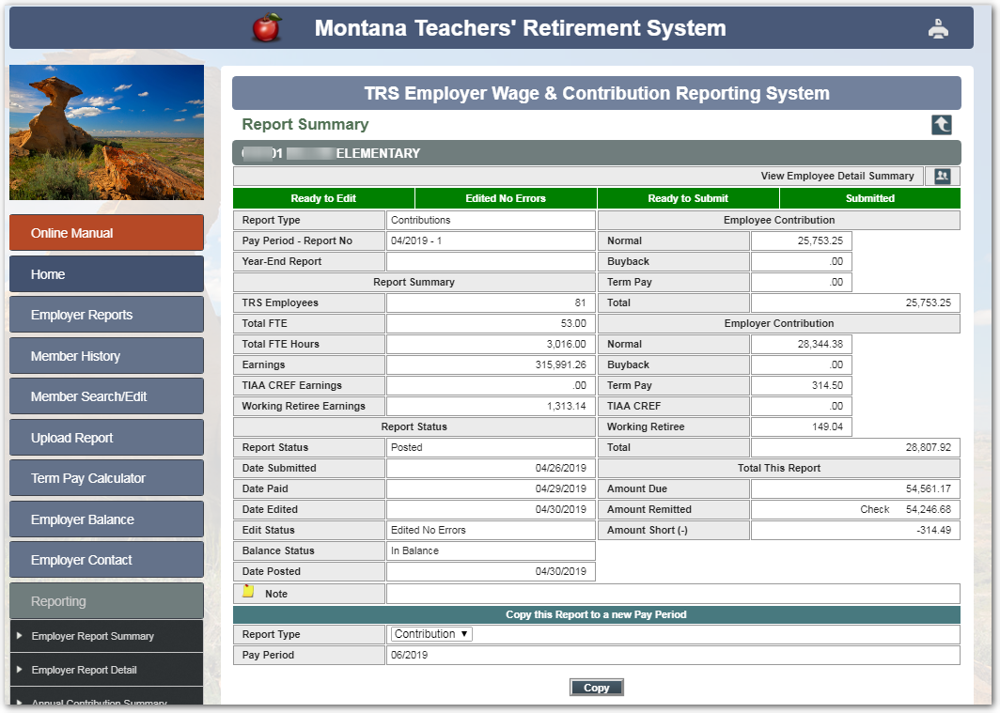 Montana Teachers' Retirement System
TRS Employer Wage & Contribution Reporting System
Report Summary
01 ELEMENTARY
View Employee Detail Summary
Ready to Edit Edited No Errors Ready to Submit Submitted
Report Type Contributions
Pay Period - Report No 04/2019 - 1
Year-End Report
Report Summary
TRS Employees 81
Total FTE 53.00
Total FTE Hours 3,016.00
Earnings 315,991.26
TIAA CREF Earnings .00
Working Retiree Earnings 1,313.14
Report Status
Report Status Posted
Date Submitted 04/26/2019
Date Paid 04/29/2019
Date Edited 04/30/2019
Edit Status Edited No Errors
Balance Status In Balance
Date Posted 04/30/2019
Employee Contribution
Normal 25,753.25
Buyback .00
Term Pay .00
Total 25,753.25
Employer Contribution
Normal 28,344.38
Buyback .00
Term Pay 314.50
TIAA CREF .00
Working Retiree 149.04
Total 28,807.92
Total This Report
Amount Due 54,561.17
Amount Remitted Check 54,246.68
Amount Short (-) -314.49
Note
Copy this Report to a new Pay Period
Report Type Contribution
Pay Period 06/2019
Copy
Online Manual
Home
Employer Reports
Member History
Member Search/Edit
Upload Report
Term Pay Calculator
Employer Balance
Employer Contact
Reporting
Employer Report Summary
Employer Report Detail
Annual Contribution Summary